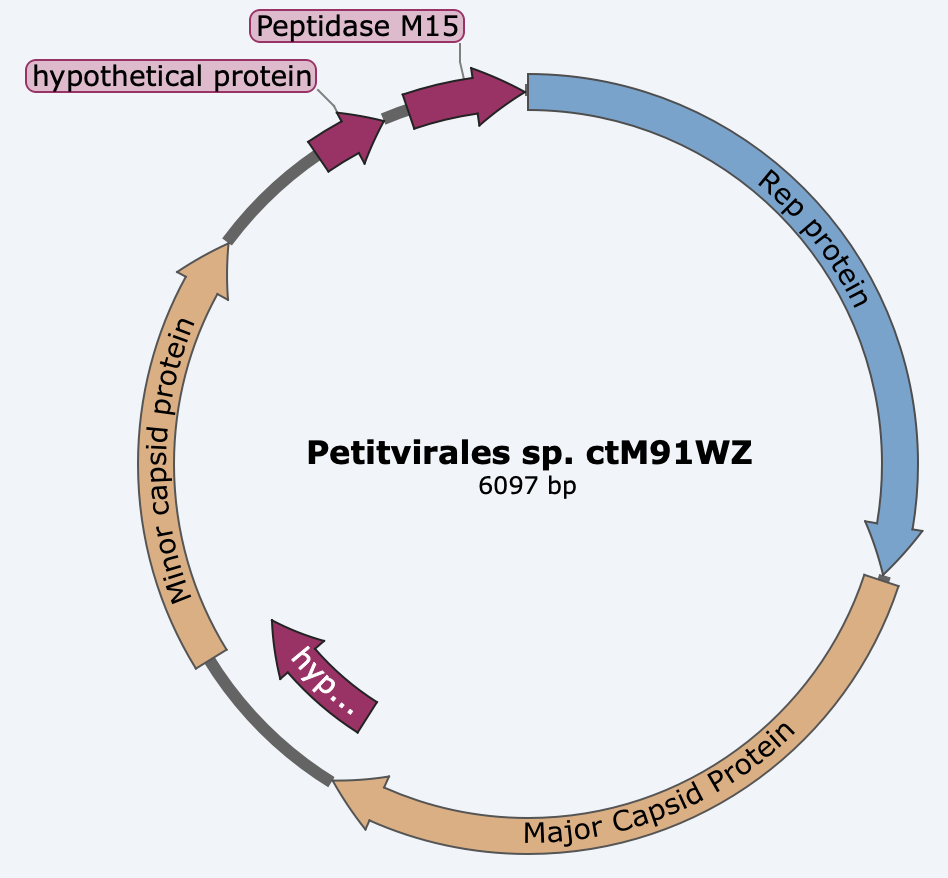 Peptidase M15
hypothetical protein
Rep protein
Minor capsid protein
Petitvirales sp. ctM91WZ
6097 bp
hyp...
Major Capsid Protein